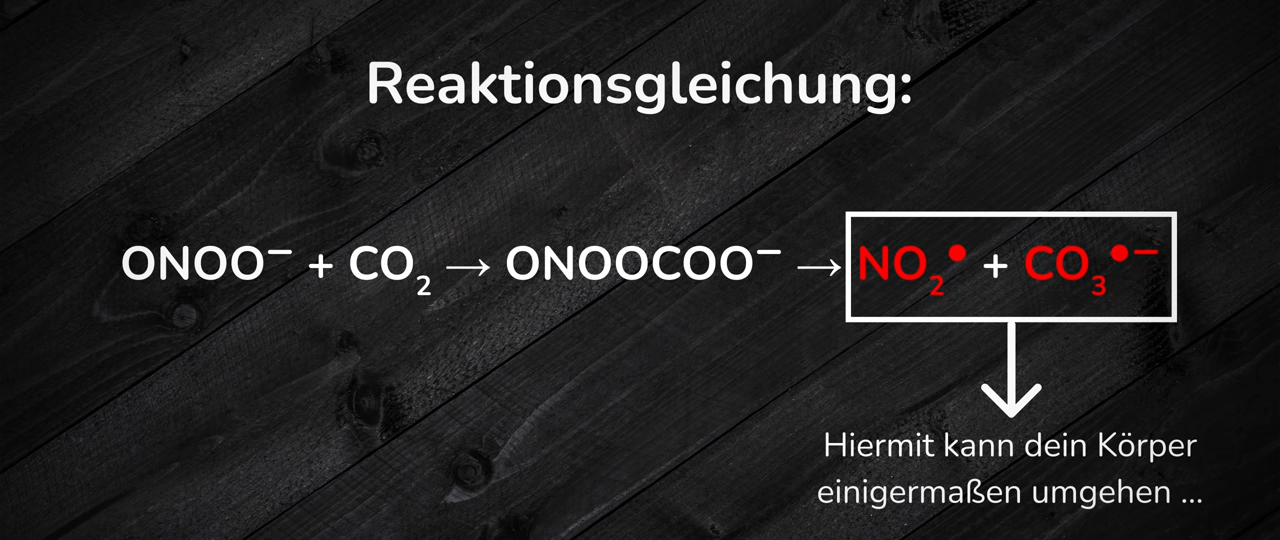 Reaktionsgleichung:
ONOO⁻ + CO₂ → ONOOCOO⁻ → NO₂• + CO₃•⁻
Hiermit kann dein Körper
einigermaßen umgehen ...